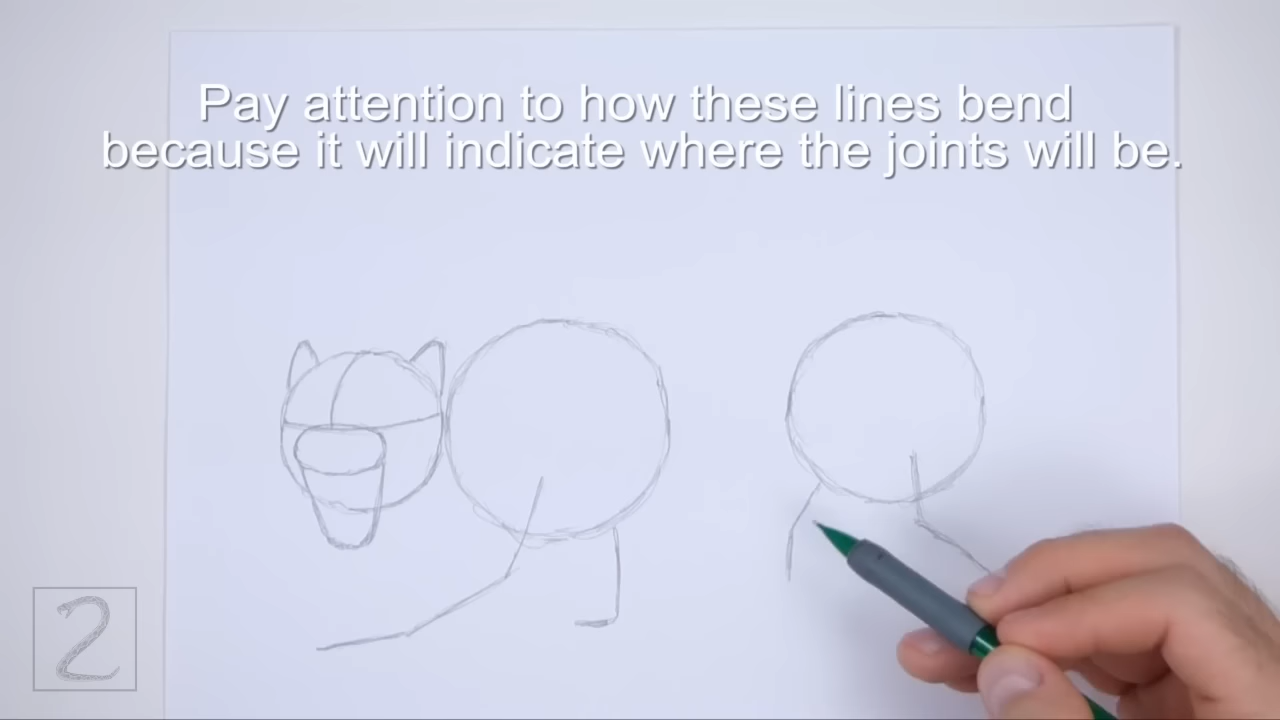 Pay attention to how these lines bend
because it will indicate where the joints will be.
2